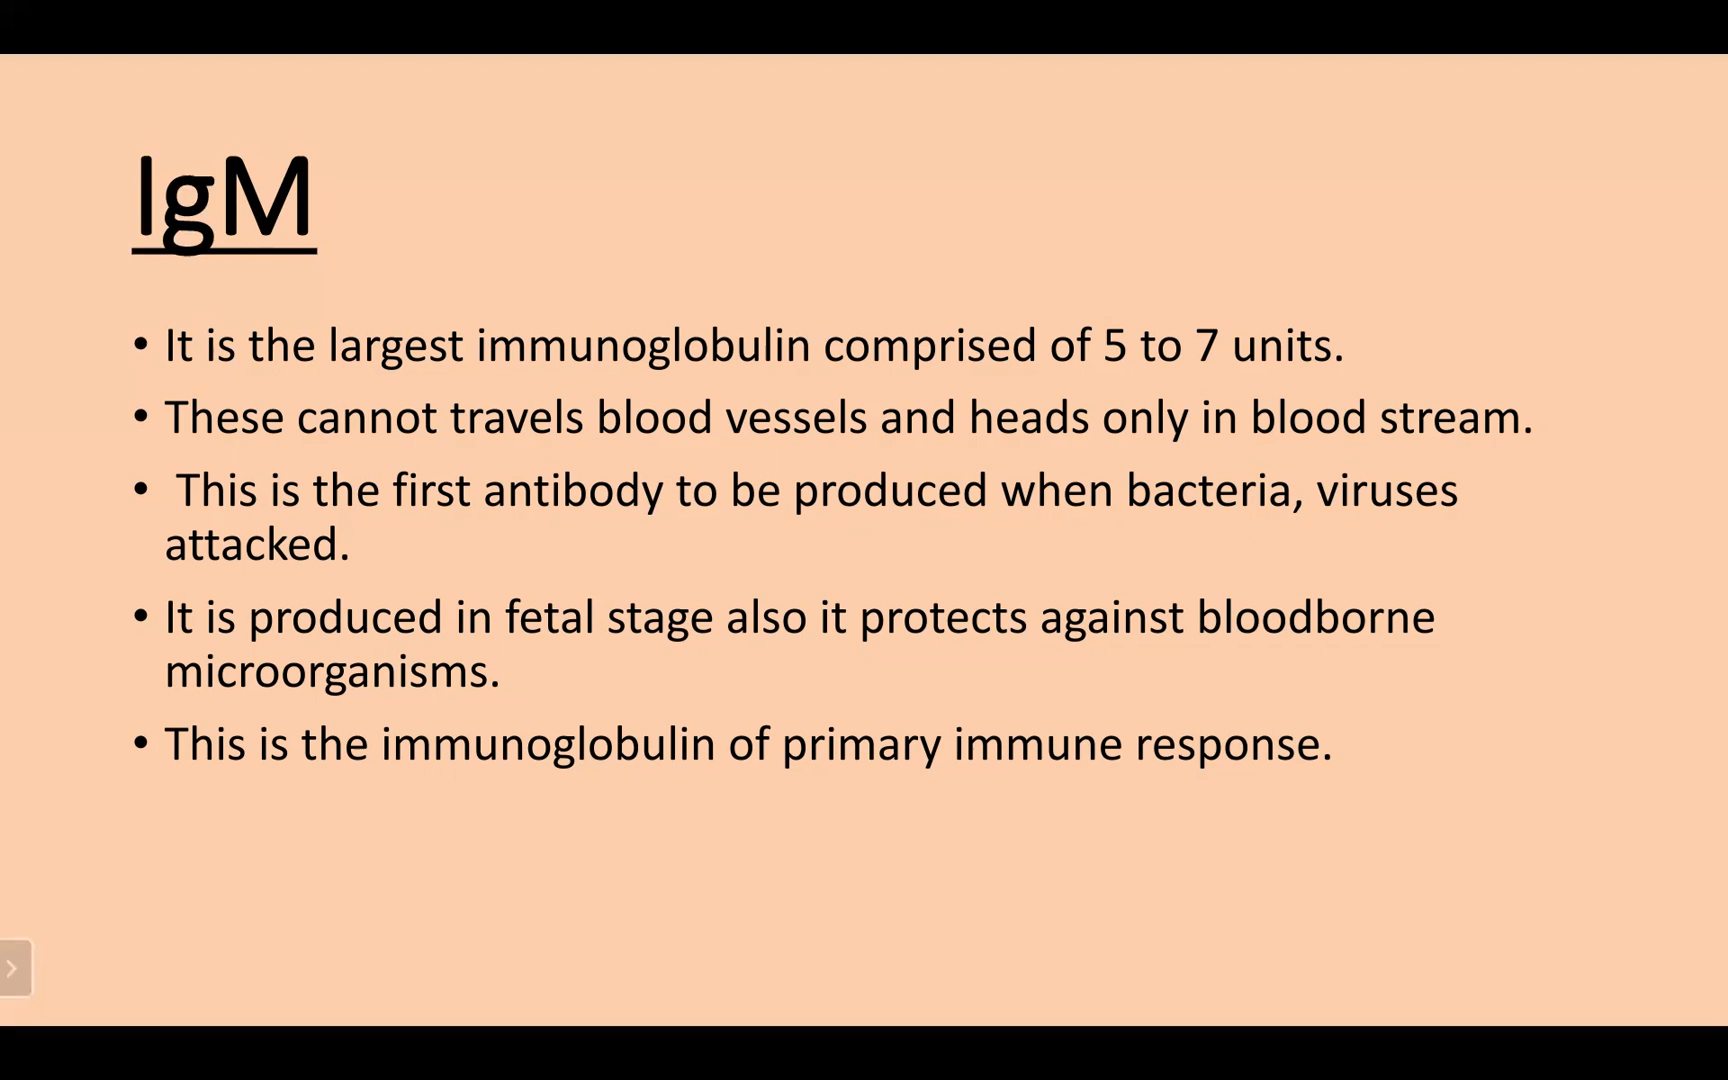 IgM
• It is the largest immunoglobulin comprised of 5 to 7 units.
• These cannot travels blood vessels and heads only in blood stream.
• This is the first antibody to be produced when bacteria, viruses
attacked.
• It is produced in fetal stage also it protects against bloodborne
microorganisms.
• This is the immunoglobulin of primary immune response.